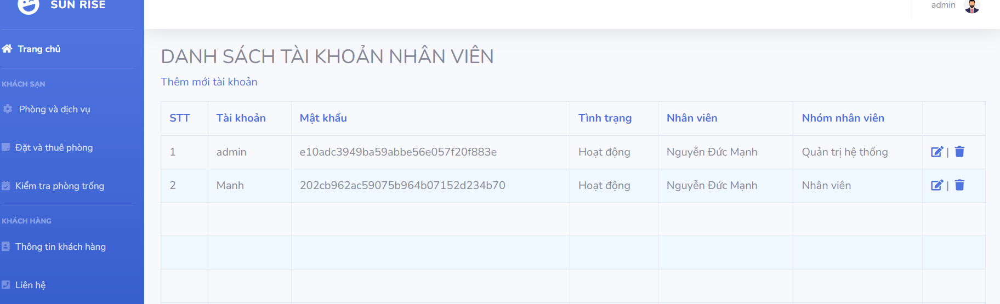 SUN RISE
admin
Trang chủ
KHÁCH SẠN
Phòng và dịch vụ
Đặt và thuê phòng
Kiểm tra phòng trống
KHÁCH HÀNG
Thông tin khách hàng
Liên hệ
DANH SÁCH TÀI KHOẢN NHÂN VIÊN
Thêm mới tài khoản
STT Tài khoản Mật khẩu Tình trạng Nhân viên Nhóm nhân viên
1 admin e10adc3949ba59abbe56e057f20f883e Hoạt động Nguyễn Đức Mạnh Quản trị hệ thống |
2 Manh 202cb962ac59075b964b07152d234b70 Hoạt động Nguyễn Đức Mạnh Nhân viên |